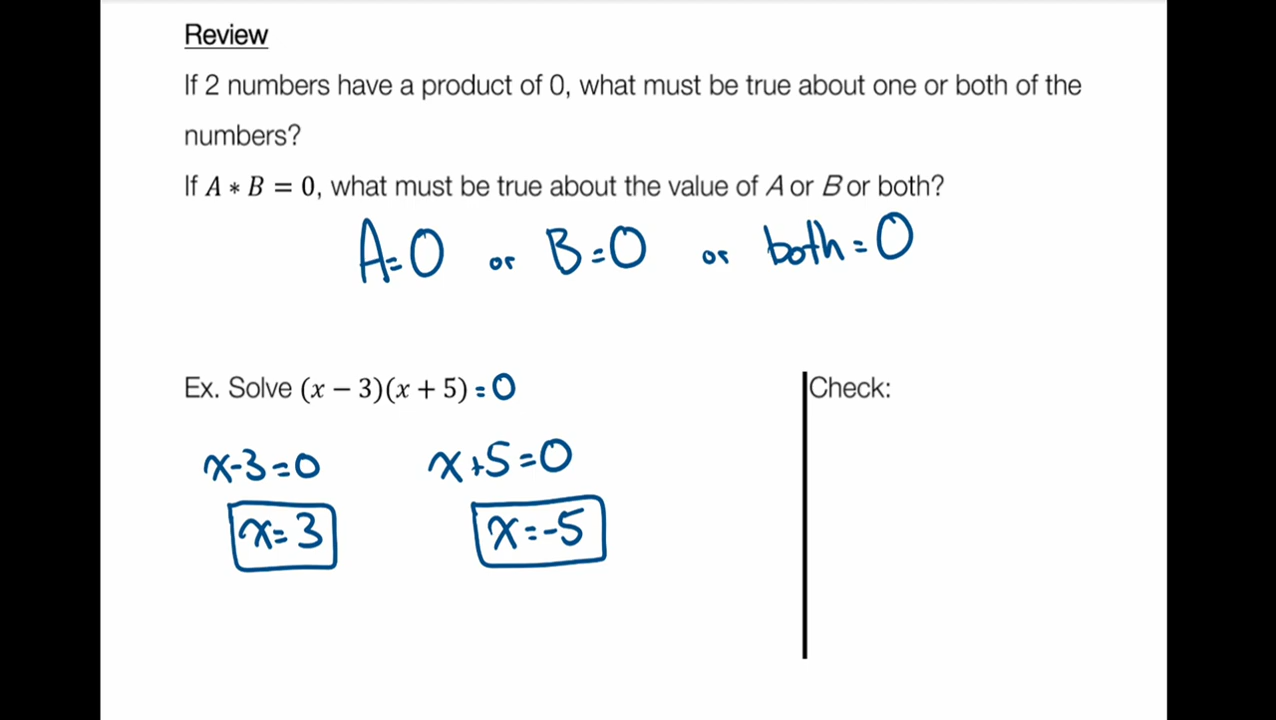 Review
If 2 numbers have a product of 0, what must be true about one or both of the
numbers?
If A ∗ B = 0, what must be true about the value of A or B or both?
A=0 or B=0 or both=0
Ex. Solve (x − 3)(x + 5) = 0
Check:
x-3=0 x+5=0
x=3 x=-5